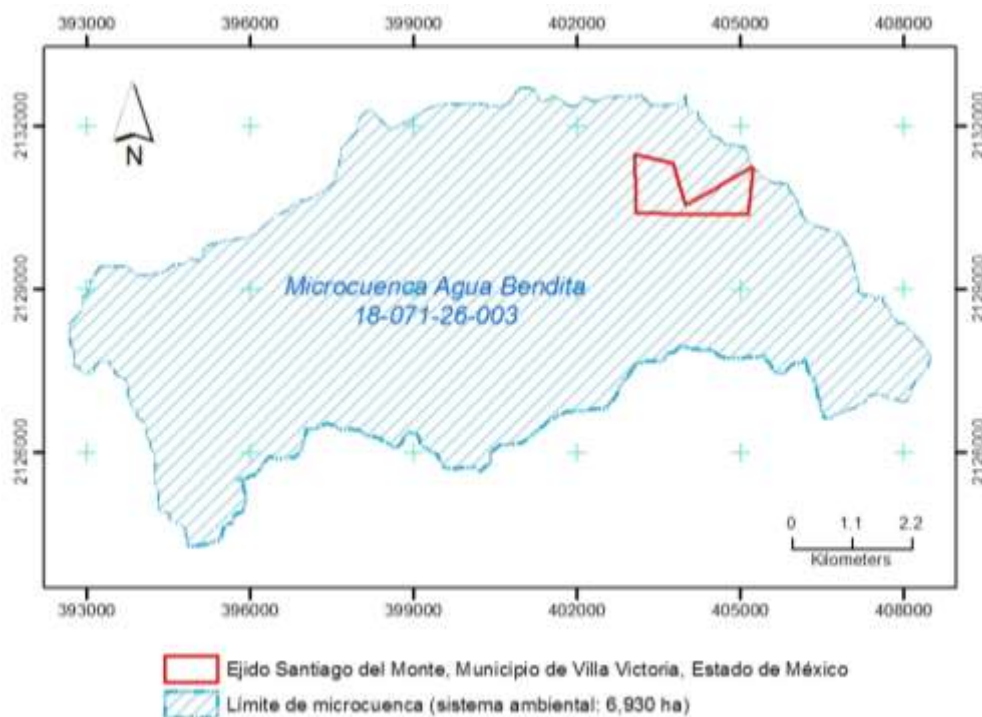 393000 396000 399000 402000 405000 408000
2132000 2132000
N
2129000 2129000
Microcuenca Agua Bendita
18-071-26-003
2126000 2126000
0 1.1 2.2
Kilometers
393000 396000 399000 402000 405000 408000
Ejido Santiago del Monte, Municipio de Villa Victoria, Estado de México
Límite de microcuenca (sistema ambiental: 6,930 ha)